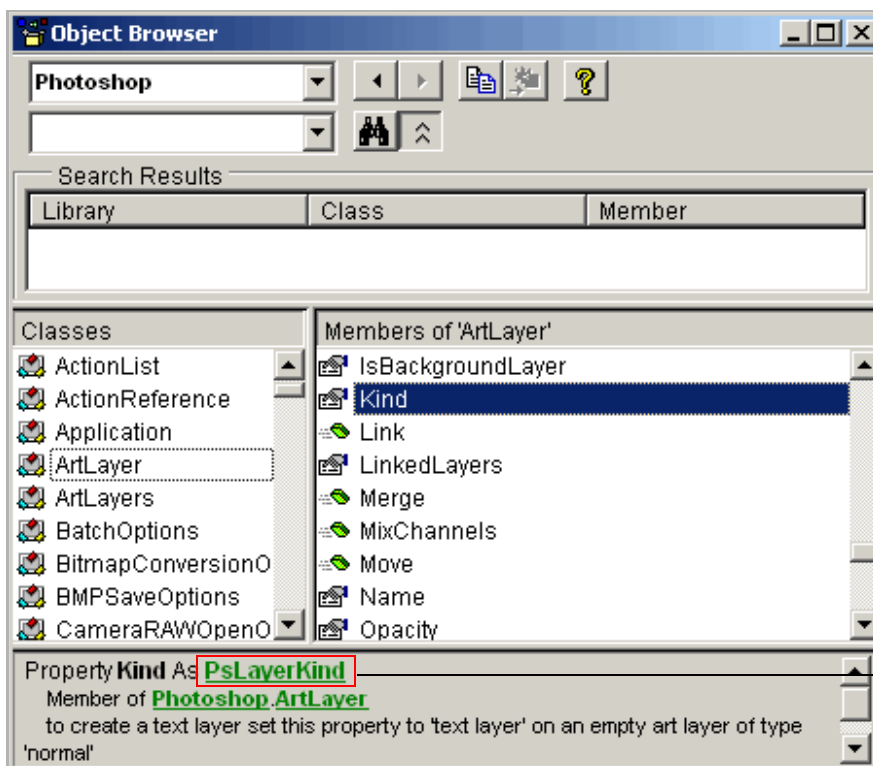 Object Browser
Photoshop
Search Results
Library Class Member
Classes
ActionList
ActionReference
Application
ArtLayer
ArtLayers
BatchOptions
BitmapConversionO
BMPSaveOptions
CameraRAWOpenO
Members of 'ArtLayer'
IsBackgroundLayer
Kind
Link
LinkedLayers
Merge
MixChannels
Move
Name
Opacity
Property Kind As PsLayerKind
Member of Photoshop.ArtLayer
to create a text layer set this property to 'text layer' on an empty art layer of type
'normal'